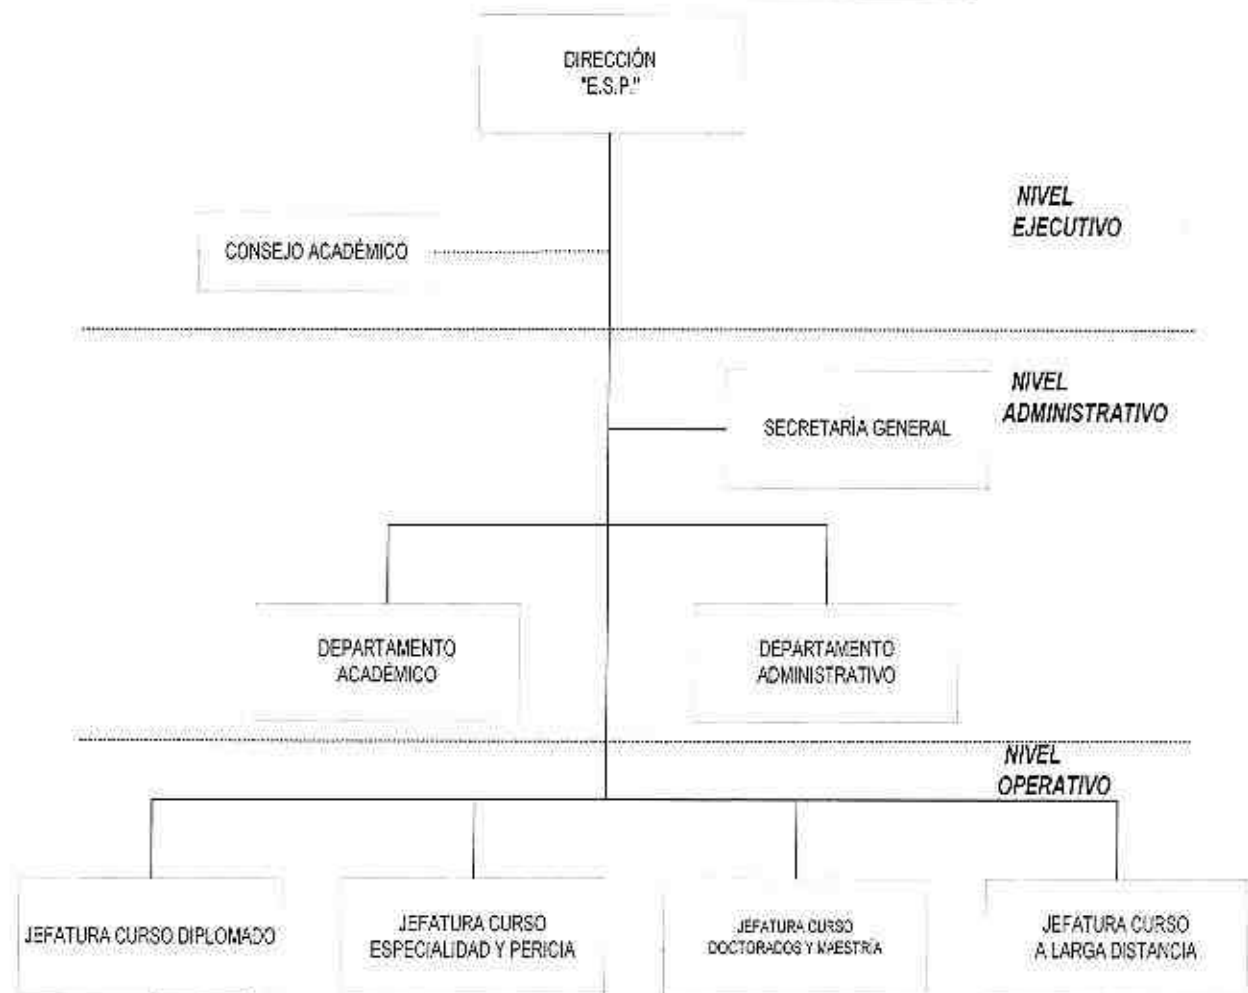 DIRECCIÓN
"E.S.P."
NIVEL
EJECUTIVO
CONSEJO ACADÉMICO
NIVEL
ADMINISTRATIVO
SECRETARÍA GENERAL
DEPARTAMENTO
ACADÉMICO
DEPARTAMENTO
ADMINISTRATIVO
NIVEL
OPERATIVO
JEFATURA CURSO DIPLOMADO
JEFATURA CURSO
ESPECIALIDAD Y PERICIA
JEFATURA CURSO
DOCTORADOS Y MAESTRÍA
JEFATURA CURSO
A LARGA DISTANCIA